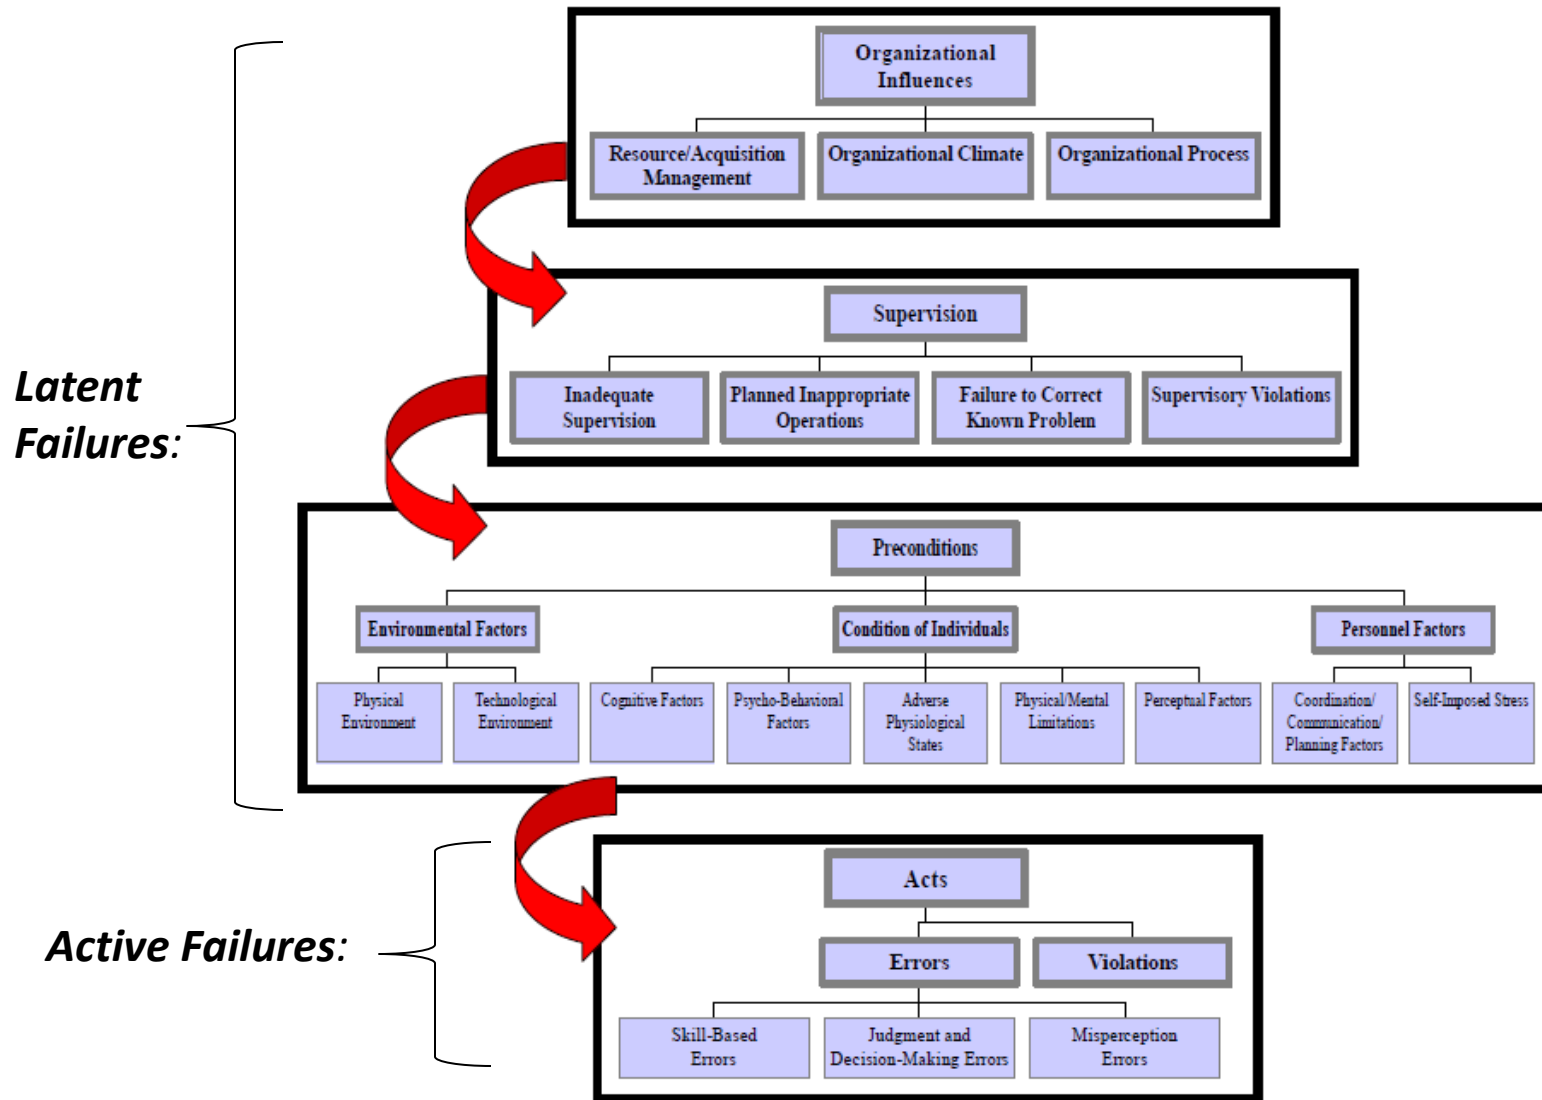 Organizational
Influences
Resource/Acquisition
Management
Organizational Climate
Organizational Process
Supervision
Inadequate
Supervision
Planned Inappropriate
Operations
Failure to Correct
Known Problem
Supervisory Violations
Latent
Failures:
Preconditions
Environmental Factors
Condition of Individuals
Personnel Factors
Physical
Environment
Technological
Environment
Cognitive Factors
Psycho-Behavioral
Factors
Adverse
Physiological
States
Physical/Mental
Limitations
Perceptual Factors
Coordination/
Communication/
Planning Factors
Self-Imposed Stress
Active Failures:
Acts
Errors
Violations
Skill-Based
Errors
Judgment and
Decision-Making Errors
Misperception
Errors